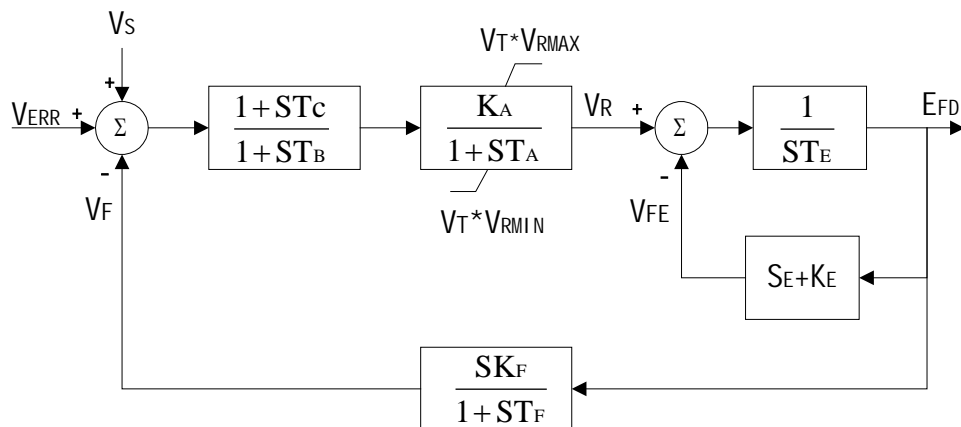 VS
VT*VRMAX
VERR
+
+
-
Σ
1+STC
1+STB
KA
1+STA
VR
+
-
Σ
1
STE
EFD
VF
VT*VRMIN
VFE
SE+KE
SKF
1+STF